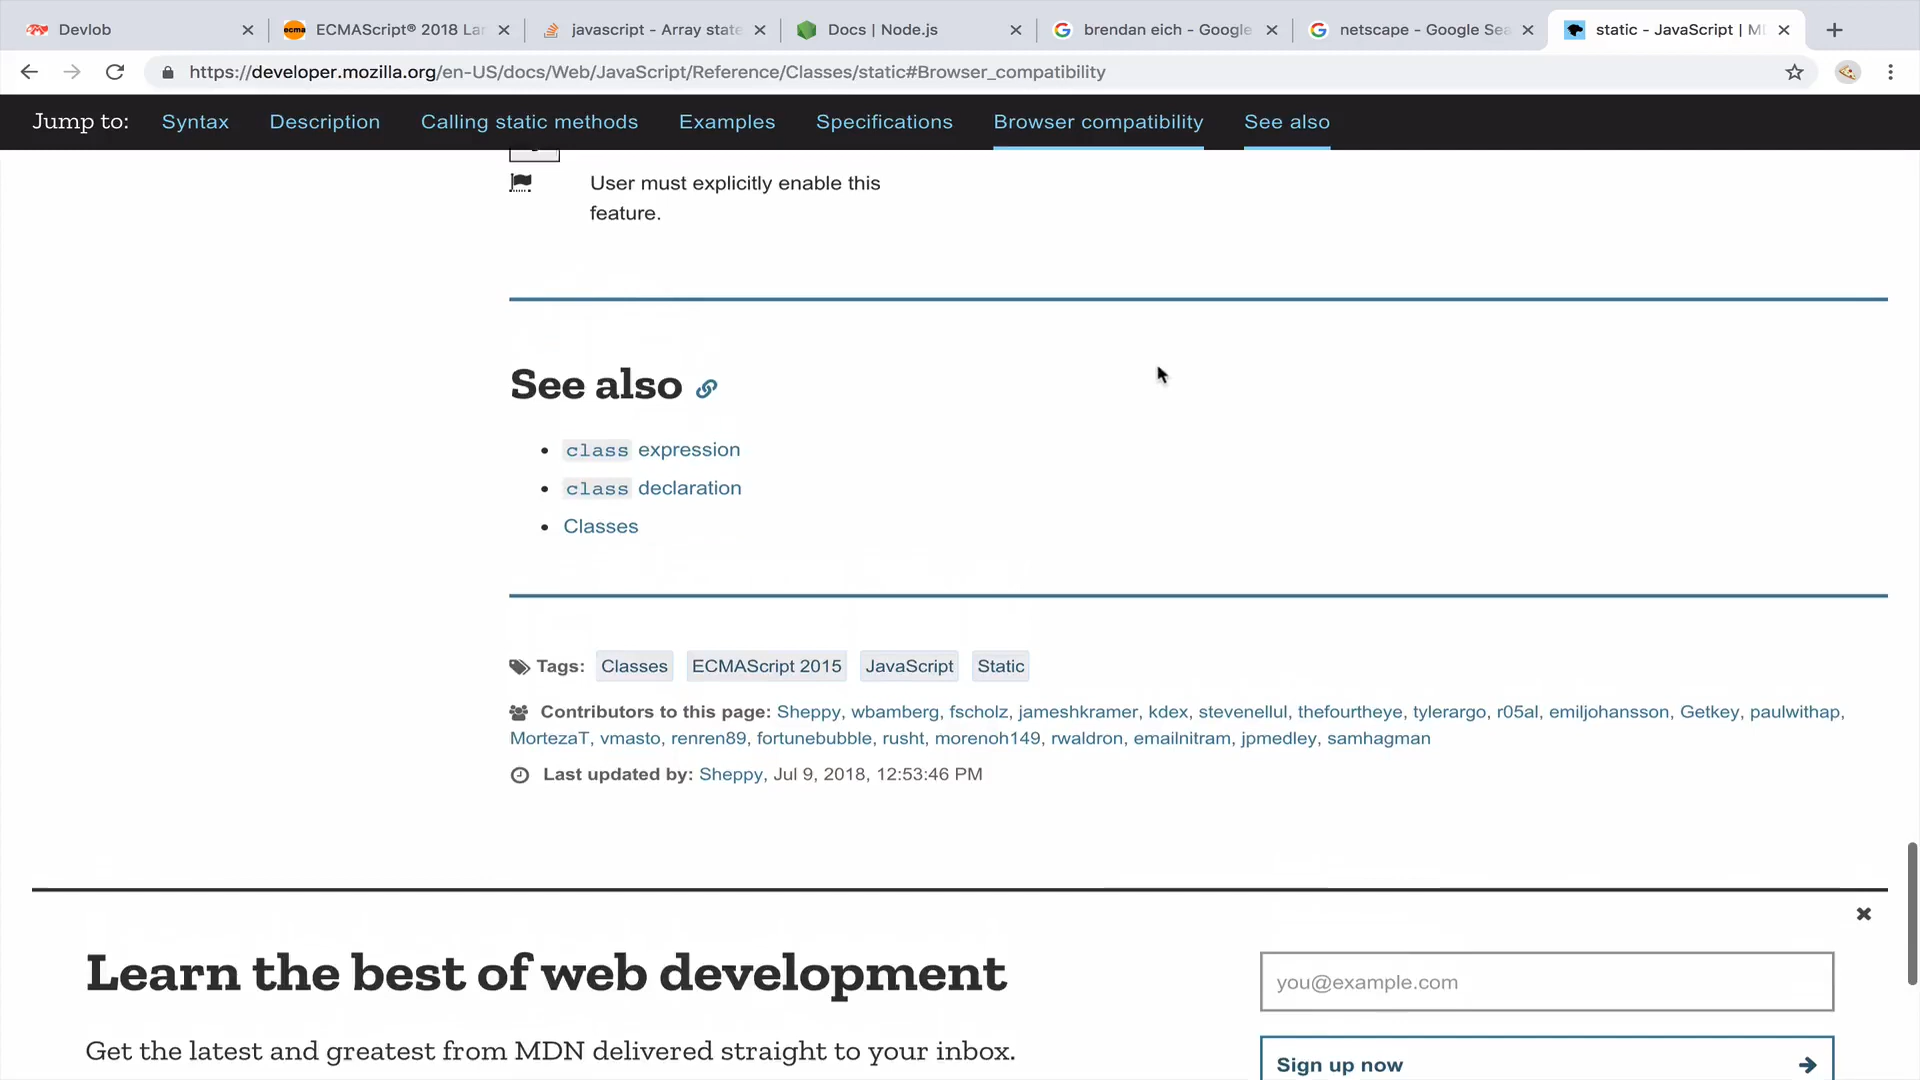 Devlob
ECMAScript® 2018 Lan
javascript - Array state
Docs | Node.js
brendan eich - Google
netscape - Google Sea
static - JavaScript | MD
https://developer.mozilla.org/en-US/docs/Web/JavaScript/Reference/Classes/static#Browser_compatibility
Jump to: Syntax Description Calling static methods Examples Specifications Browser compatibility See also
User must explicitly enable this
feature.
See also
• class expression
• class declaration
• Classes
Tags: Classes ECMAScript 2015 JavaScript Static
Contributors to this page: Sheppy, wbamberg, fscholz, jameshkramer, kdex, stevenellul, thefourtheye, tylerargo, r05al, emiljohansson, Getkey, paulwithap,
MortezaT, vmasto, renren89, fortunebubble, rusht, morenoh149, rwaldron, emailnitram, jpmedley, samhagman
Last updated by: Sheppy, Jul 9, 2018, 12:53:46 PM
Learn the best of web development
Get the latest and greatest from MDN delivered straight to your inbox.
you@example.com
Sign up now